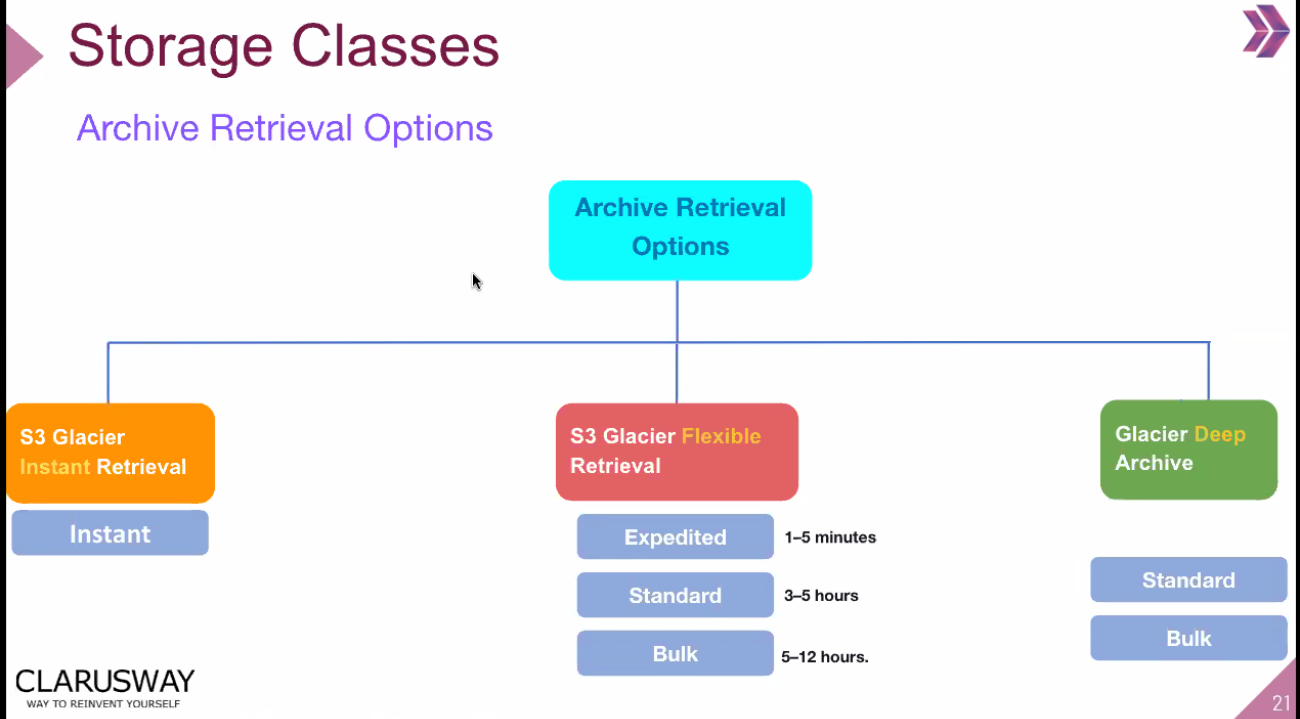 Storage Classes
Archive Retrieval Options
Archive Retrieval
Options
S3 Glacier
Instant Retrieval
Instant
S3 Glacier Flexible
Retrieval
Expedited
1–5 minutes
Standard
3–5 hours
Bulk
5–12 hours.
Glacier Deep
Archive
Standard
Bulk
CLARUSWAY
WAY TO REINVENT YOURSELF
21